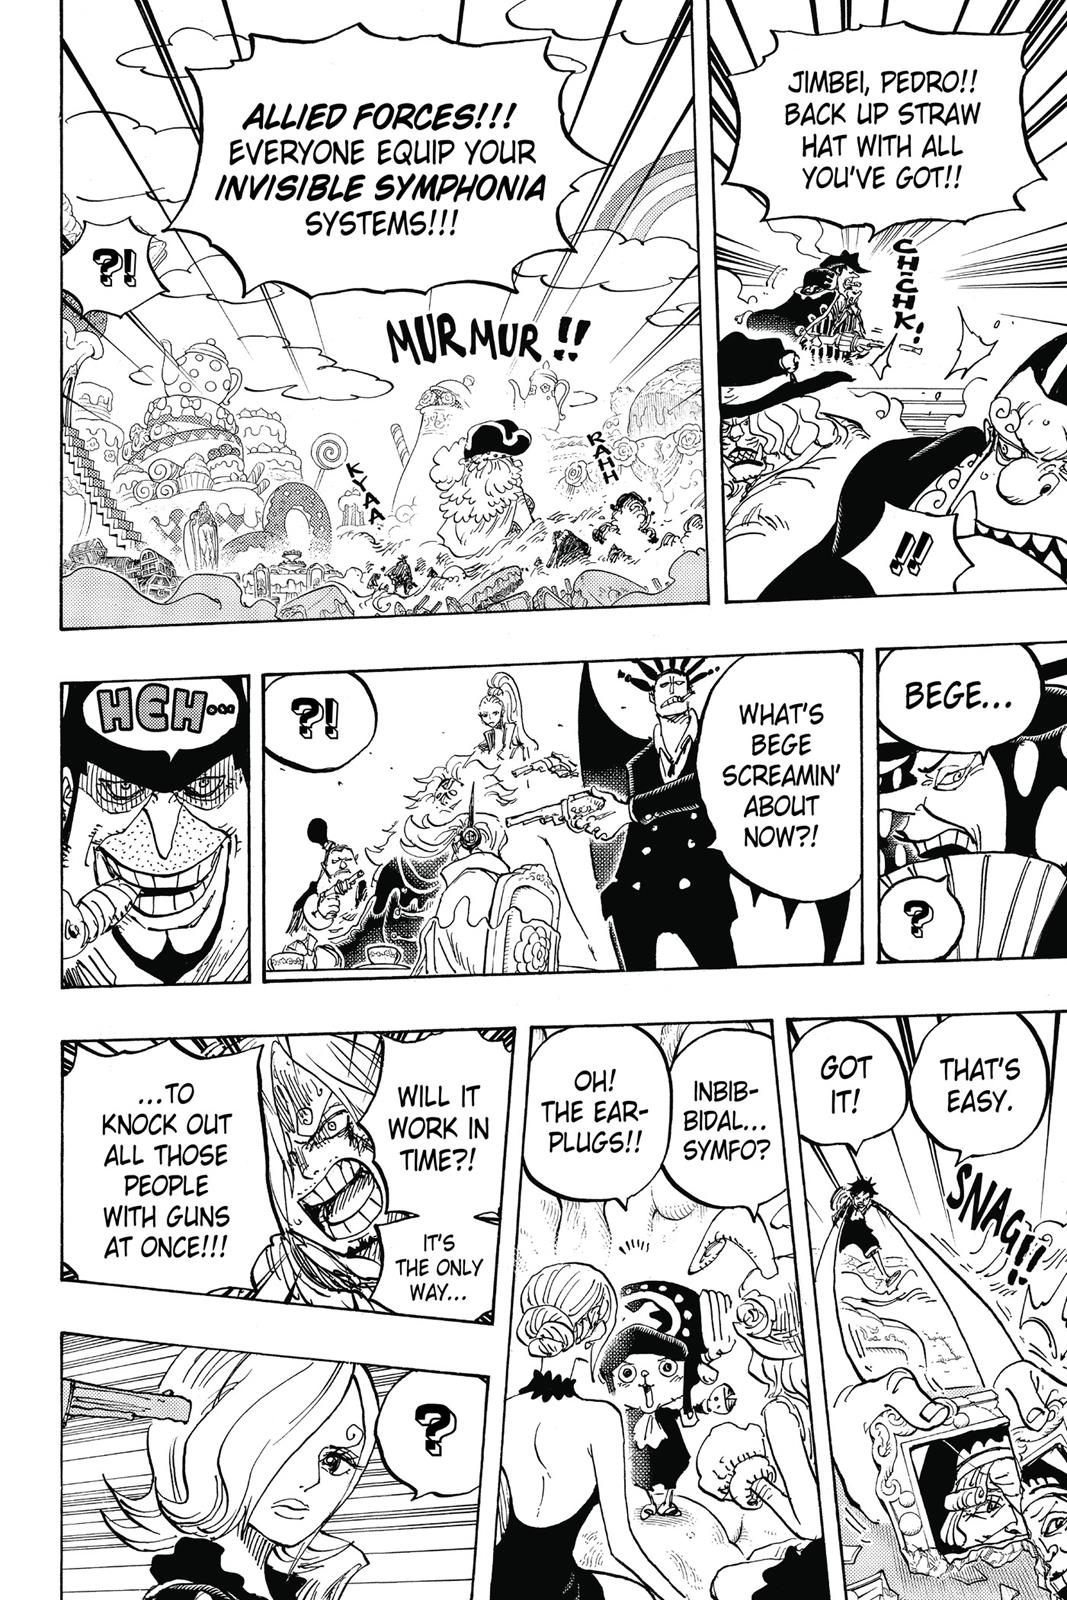 JIMBEI, PEDRO!!
BACK UP STRAW
HAT WITH ALL
YOU'VE GOT!!
CH-CHK!
!!
ALLIED FORCES!!!
EVERYONE EQUIP YOUR
INVISIBLE SYMPHONIA
SYSTEMS!!!
?!
MURMUR!!
RAHH
KYAA
BEGE...
?
WHAT'S
BEGE
SCREAMIN'
ABOUT
NOW?!
?!
HEH...
THAT'S
EASY.
GOT
IT!
SNAG!!
INBIB-
BIDAL...
SYMFO?
OH!
THE EAR-
PLUGS!!
WILL IT
WORK IN
TIME?!
IT'S
THE ONLY
WAY...
...TO
KNOCK OUT
ALL THOSE
PEOPLE
WITH GUNS
AT ONCE!!!
?